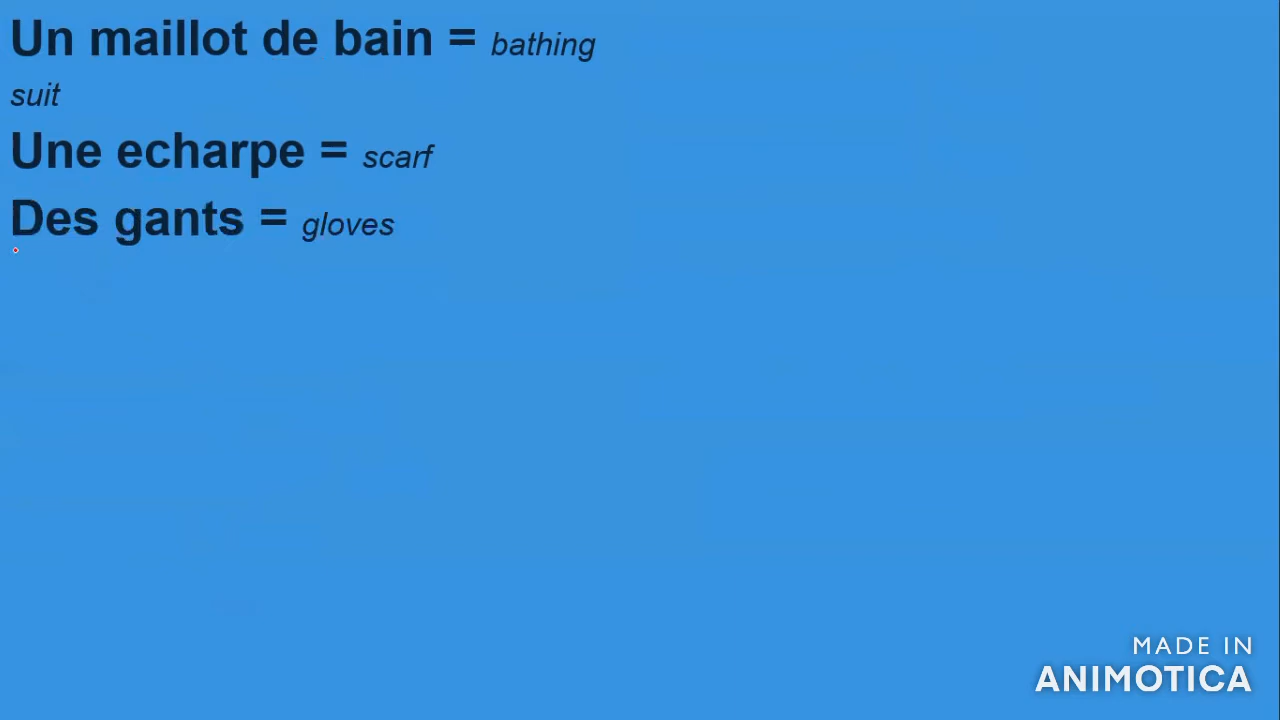 Un maillot de bain = bathing
suit
Une echarpe = scarf
Des gants = gloves
MADE IN
ANIMOTICA